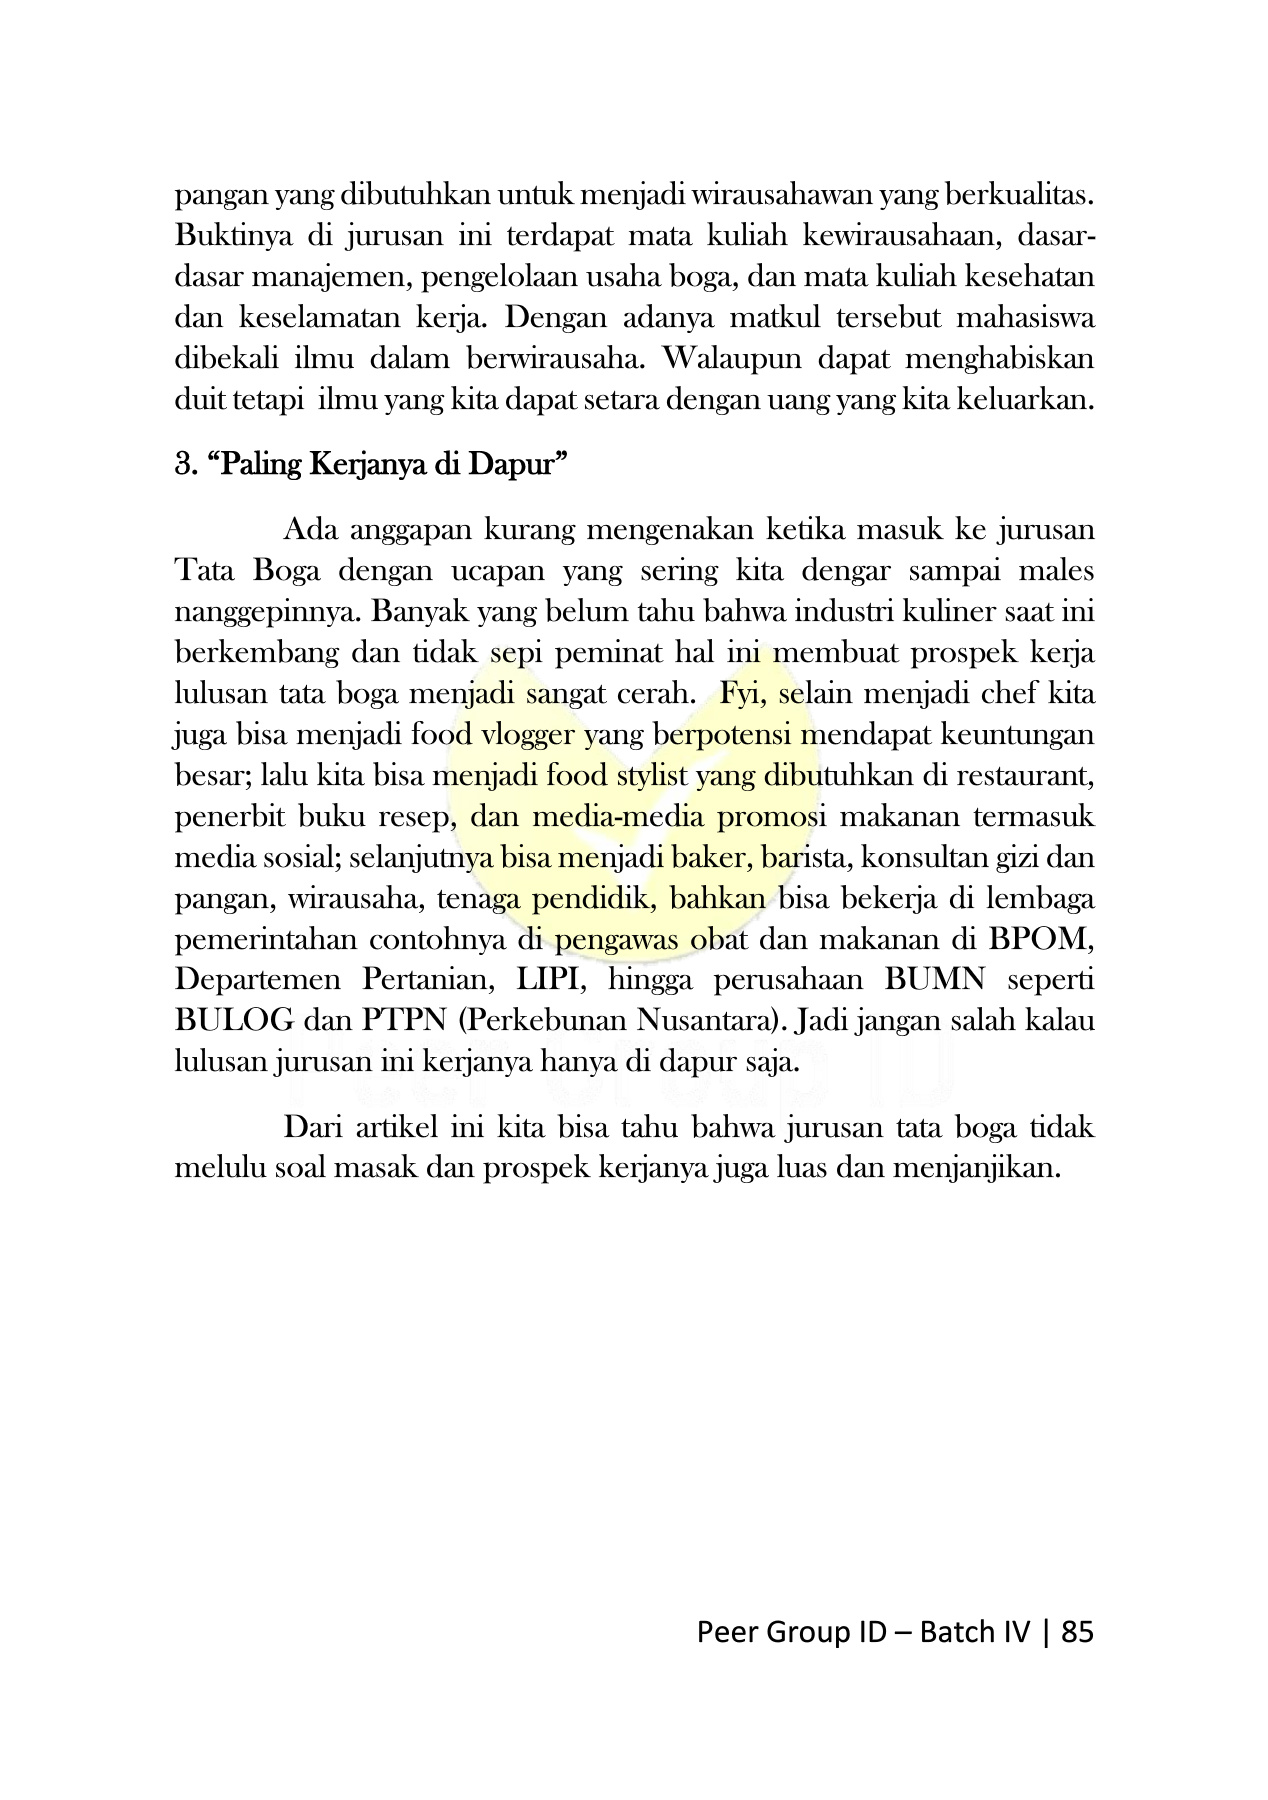 pangan yang dibutuhkan untuk menjadi wirausahawan yang berkualitas.
Buktinya di jurusan ini terdapat mata kuliah kewirausahaan, dasar-
dasar manajemen, pengelolaan usaha boga, dan mata kuliah kesehatan
dan keselamatan kerja. Dengan adanya matkul tersebut mahasiswa
dibekali ilmu dalam berwirausaha. Walaupun dapat menghabiskan
duit tetapi  ilmu yang kita dapat setara dengan uang yang kita keluarkan.
3. “Paling Kerjanya di Dapur”
Ada anggapan kurang mengenakan ketika masuk ke jurusan
Tata Boga dengan ucapan yang sering kita dengar sampai males
nanggepinnya. Banyak yang belum tahu bahwa industri kuliner saat ini
berkembang dan tidak sepi peminat hal ini membuat prospek kerja
lulusan tata boga menjadi sangat cerah.  Fyi, selain menjadi chef kita
juga bisa menjadi food vlogger yang berpotensi mendapat keuntungan
besar; lalu kita bisa menjadi food stylist yang dibutuhkan di restaurant,
penerbit buku resep, dan media-media promosi makanan termasuk
media sosial; selanjutnya bisa menjadi baker, barista, konsultan gizi dan
pangan, wirausaha, tenaga pendidik, bahkan bisa bekerja di lembaga
pemerintahan contohnya di pengawas obat dan makanan di BPOM,
Departemen Pertanian, LIPI, hingga perusahaan BUMN seperti
BULOG dan PTPN (Perkebunan Nusantara). Jadi jangan salah kalau
lulusan jurusan ini kerjanya hanya di dapur saja.
Peer Group ID
Dari artikel ini kita bisa tahu bahwa jurusan tata boga tidak
melulu soal masak dan prospek kerjanya juga luas dan menjanjikan.
Peer Group ID – Batch IV | 85